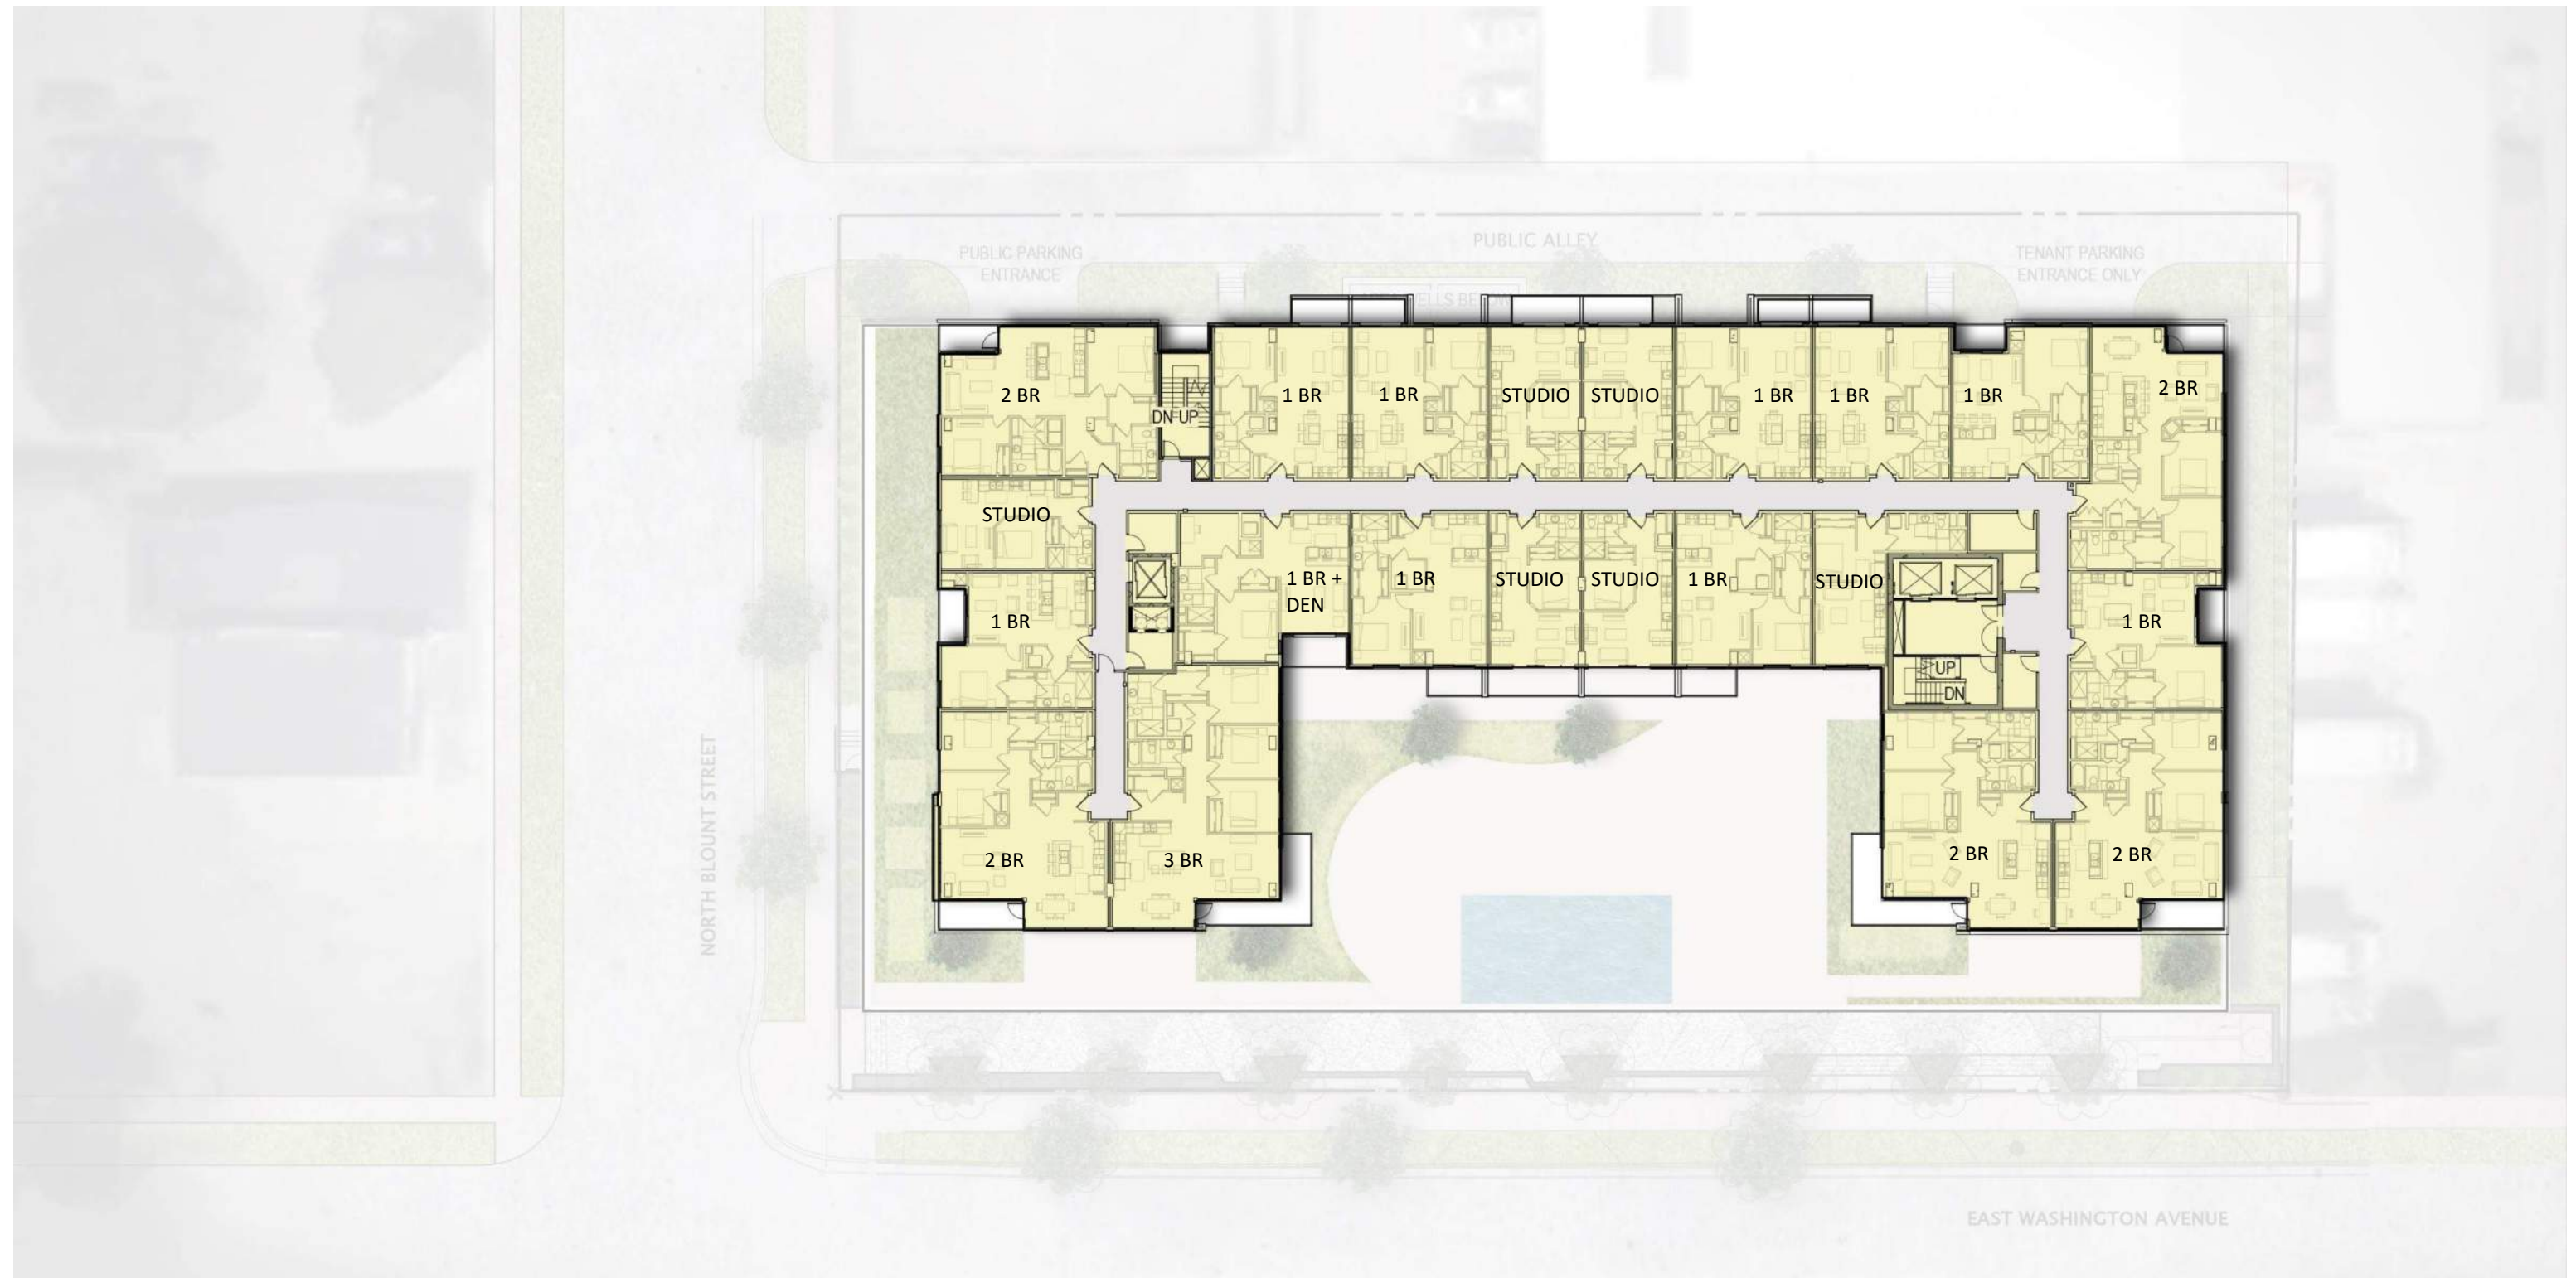 PUBLIC ALLEY
PUBLIC PARKING
ENTRANCE
TENANT PARKING
ENTRANCE ONLY
WELLS BELOW
2 BR
DN UP
1 BR
1 BR
STUDIO
STUDIO
1 BR
1 BR
1 BR
2 BR
STUDIO
1 BR
1 BR +
DEN
1 BR
STUDIO
STUDIO
1 BR
STUDIO
1 BR
UP
DN
2 BR
3 BR
2 BR
2 BR
NORTH BLOUNT STREET
EAST WASHINGTON AVENUE